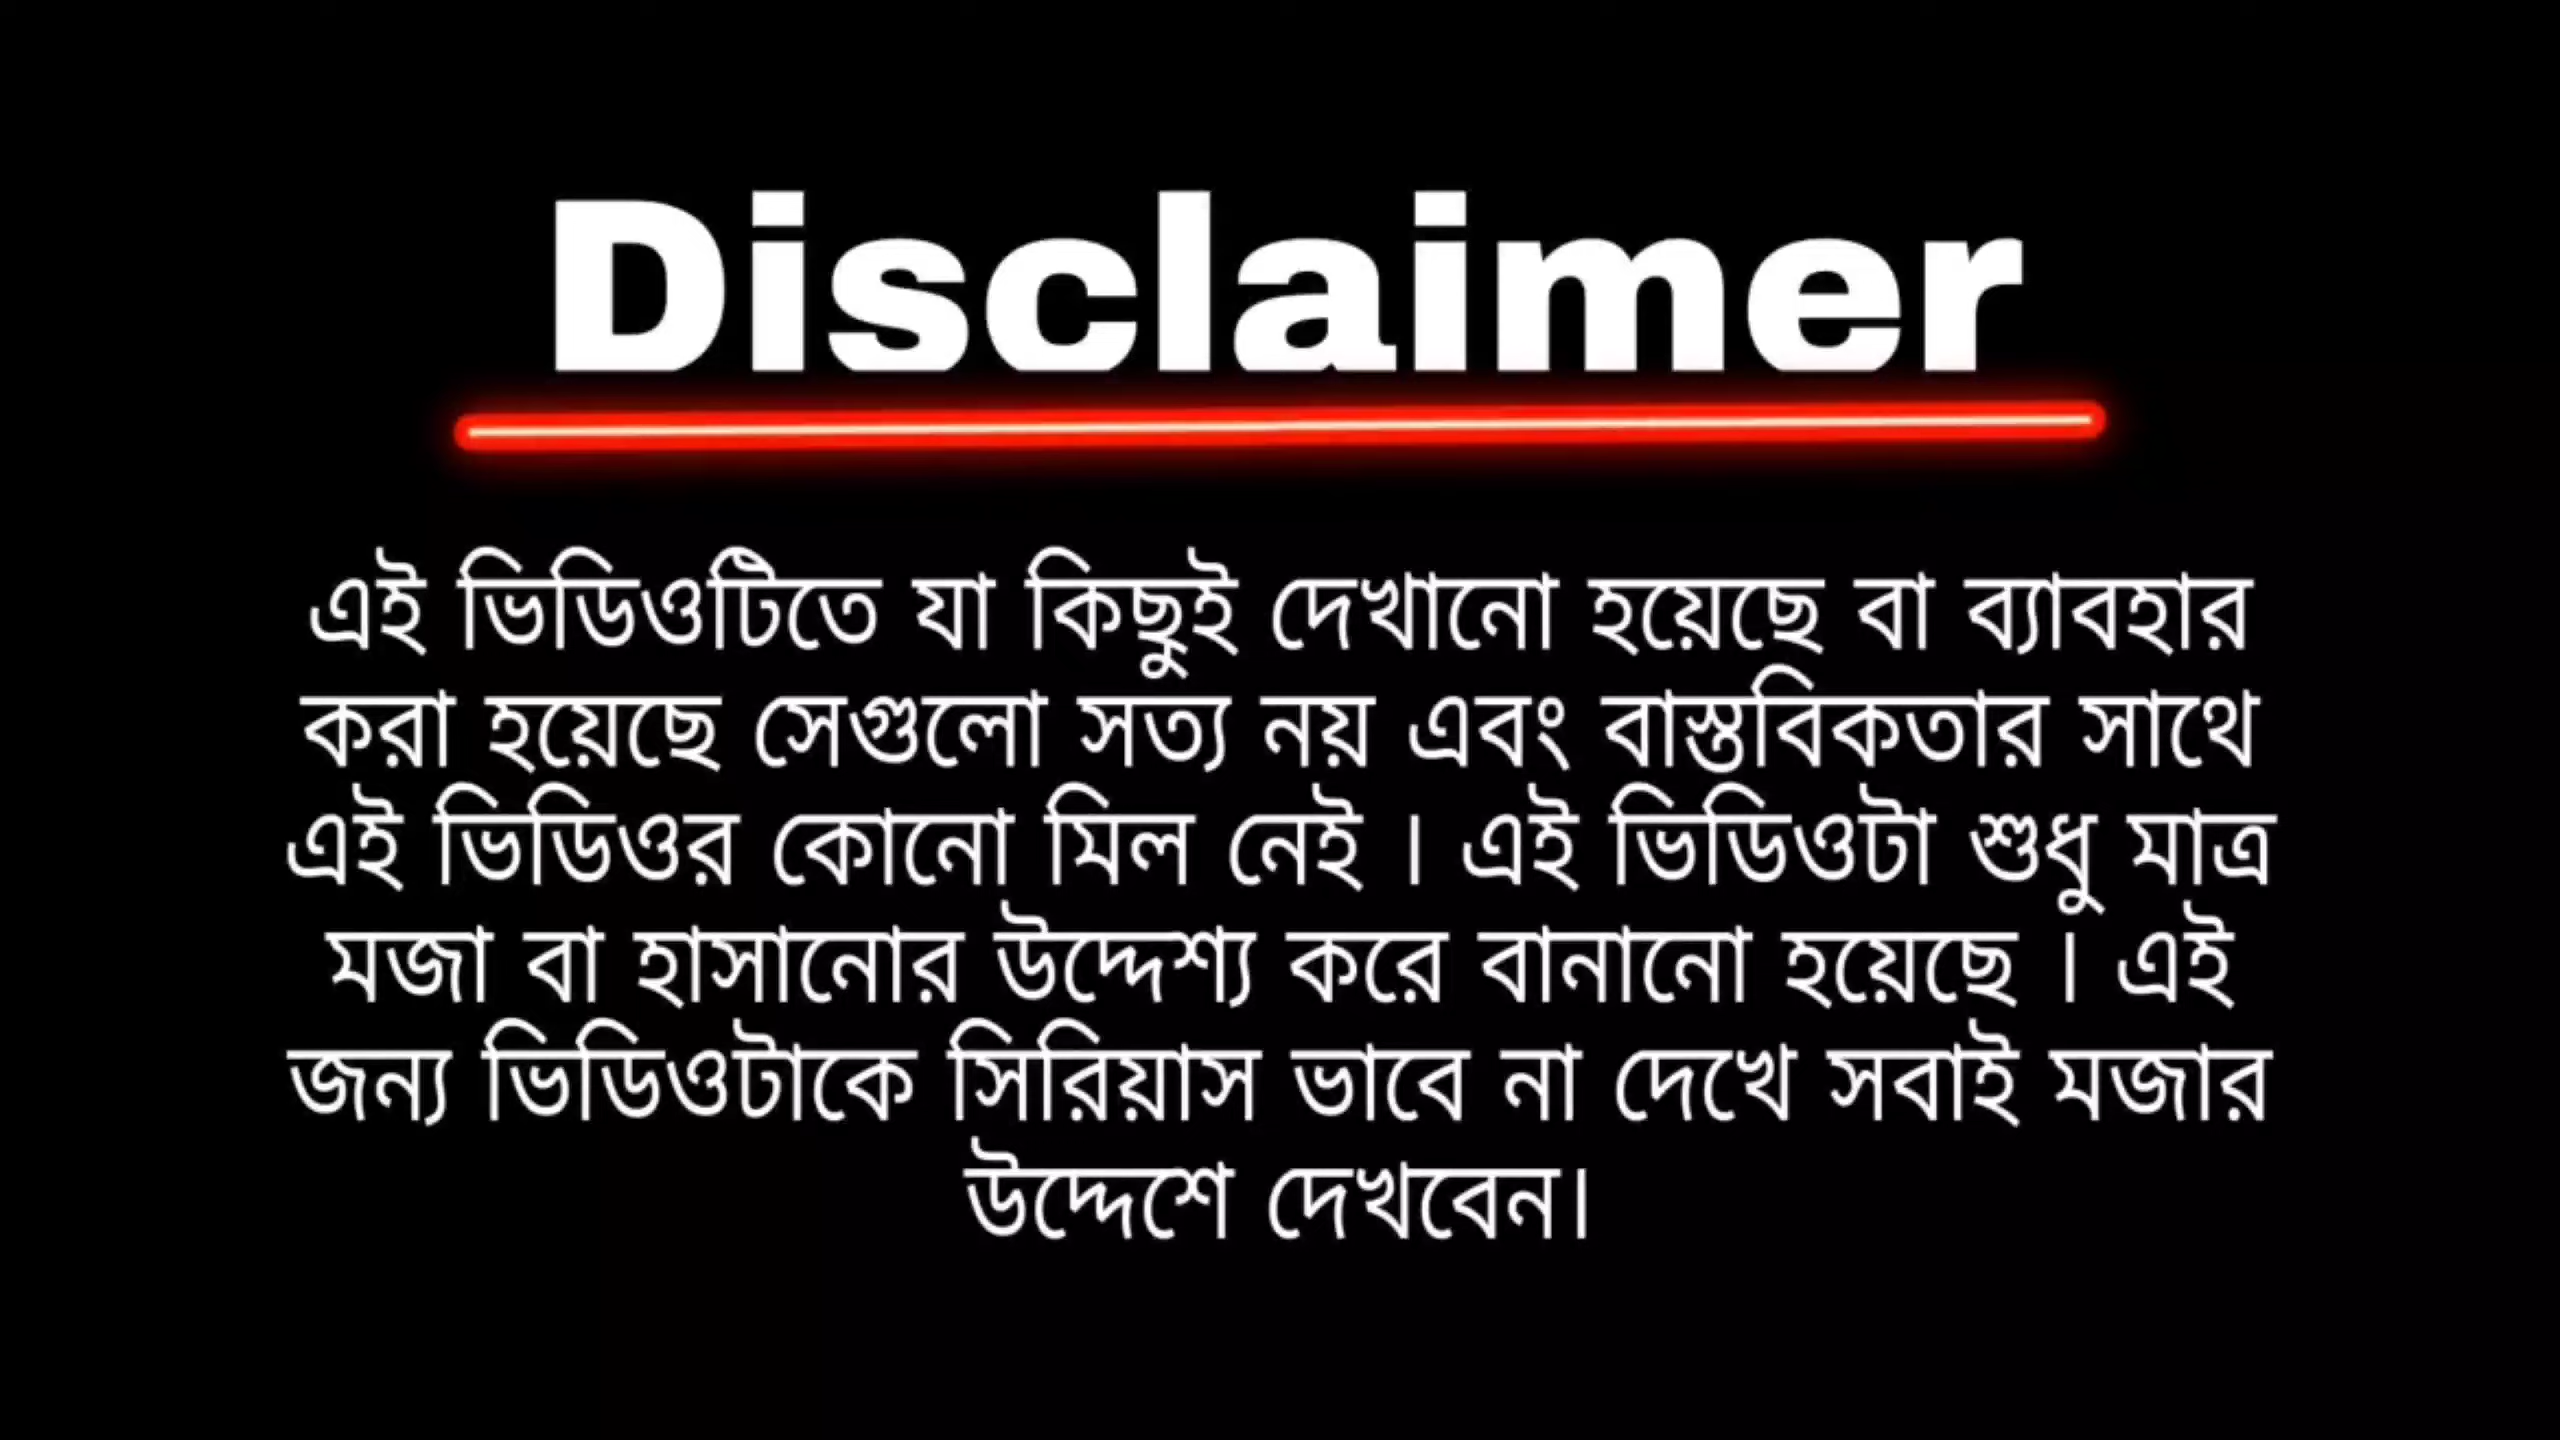 Disclaimer
এই ভিডিওটিতে যা কিছুই দেখানো হয়েছে বা ব্যাবহার
করা হয়েছে সেগুলো সত্য নয় এবং বাস্তবিকতার সাথে
এই ভিডিওর কোনো মিল নেই । এই ভিডিওটা শুধু মাত্র
মজা বা হাসানোর উদ্দেশ্য করে বানানো হয়েছে । এই
জন্য ভিডিওটাকে সিরিয়াস ভাবে না দেখে সবাই মজার
উদ্দেশে দেখবেন।